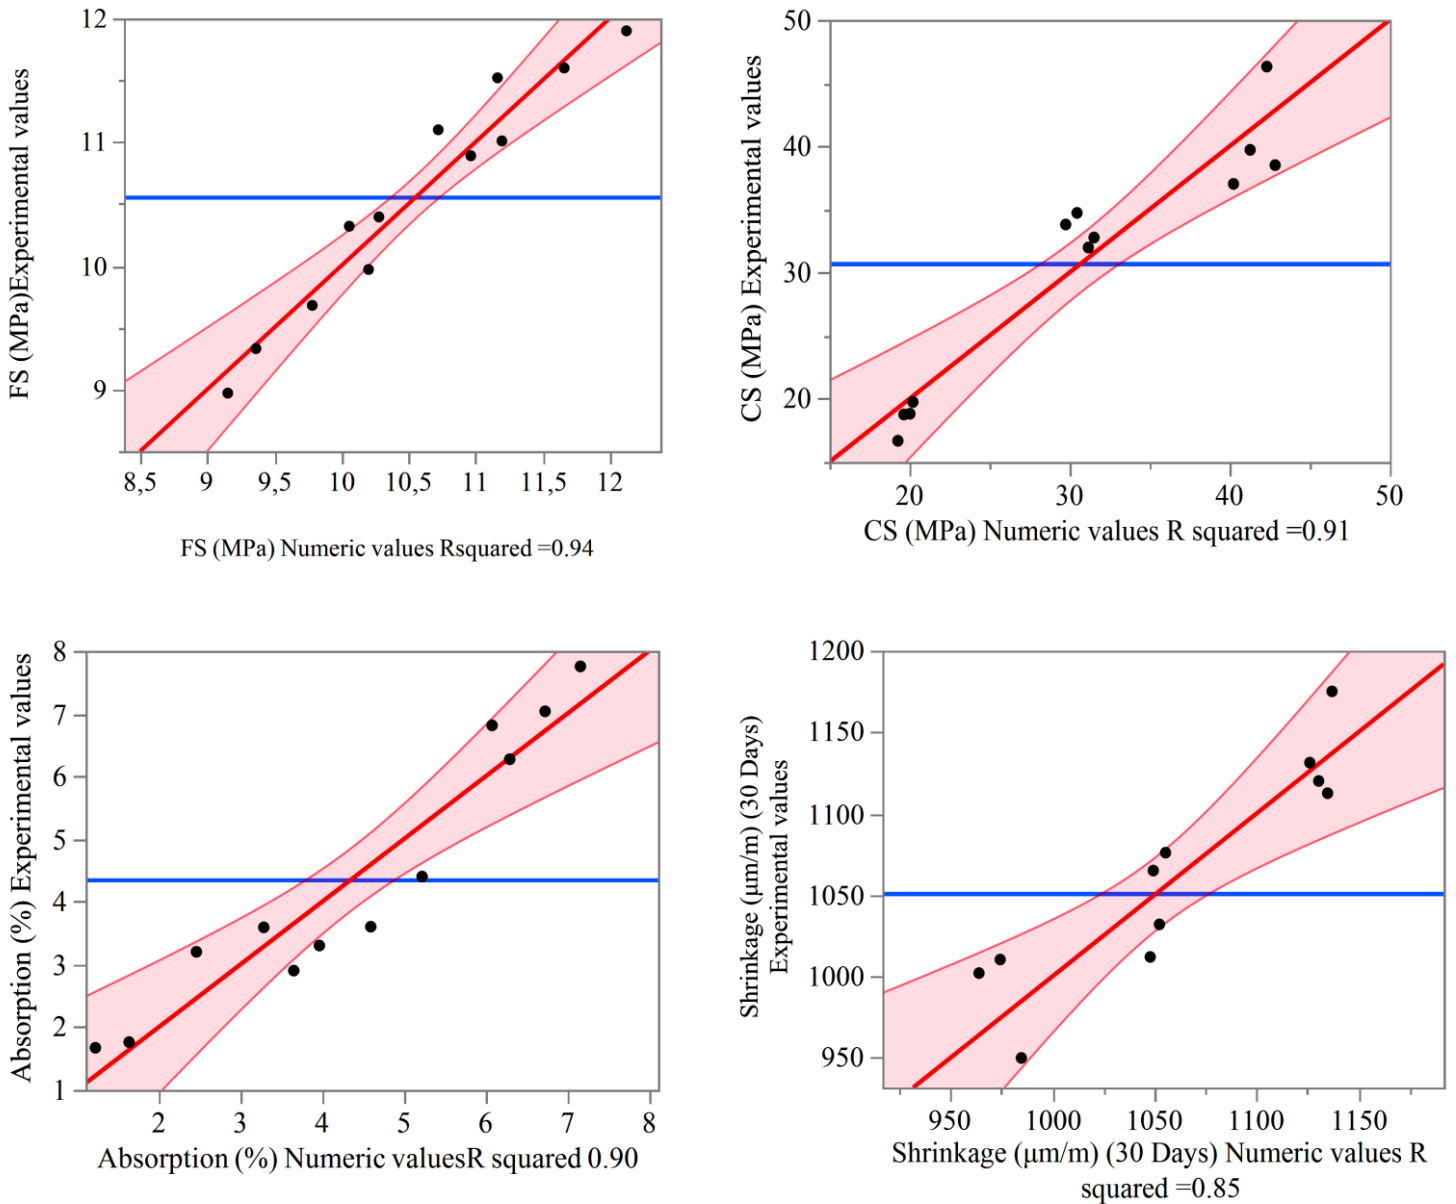 FS (MPa)Experimental values
12
11
10
9
8,5 9 9,5 10 10,5 11 11,5 12
FS (MPa) Numeric values Rsquared =0.94
CS (MPa) Experimental values
50
40
30
20
20 30 40 50
CS (MPa) Numeric values R squared =0.91
Absorption (%) Experimental values
8
7
6
5
4
3
2
1
2 3 4 5 6 7 8
Absorption (%) Numeric valuesR squared 0.90
Shrinkage (μm/m) (30 Days)
Experimental values
1200
1150
1100
1050
1000
950
950 1000 1050 1100 1150
Shrinkage (μm/m) (30 Days) Numeric values R
squared =0.85